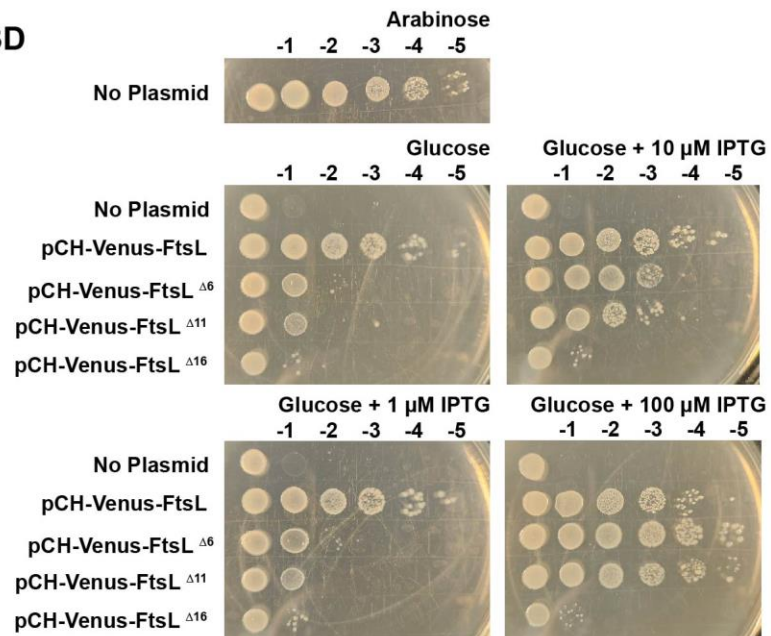 D
Arabinose
-1 -2 -3 -4 -5
No Plasmid
Glucose
-1 -2 -3 -4 -5
Glucose + 10 μM IPTG
-1 -2 -3 -4 -5
No Plasmid
pCH-Venus-FtsL
pCH-Venus-FtsL Δ6
pCH-Venus-FtsL Δ11
pCH-Venus-FtsL Δ16
Glucose + 1 μM IPTG
-1 -2 -3 -4 -5
Glucose + 100 μM IPTG
-1 -2 -3 -4 -5
No Plasmid
pCH-Venus-FtsL
pCH-Venus-FtsL Δ6
pCH-Venus-FtsL Δ11
pCH-Venus-FtsL Δ16